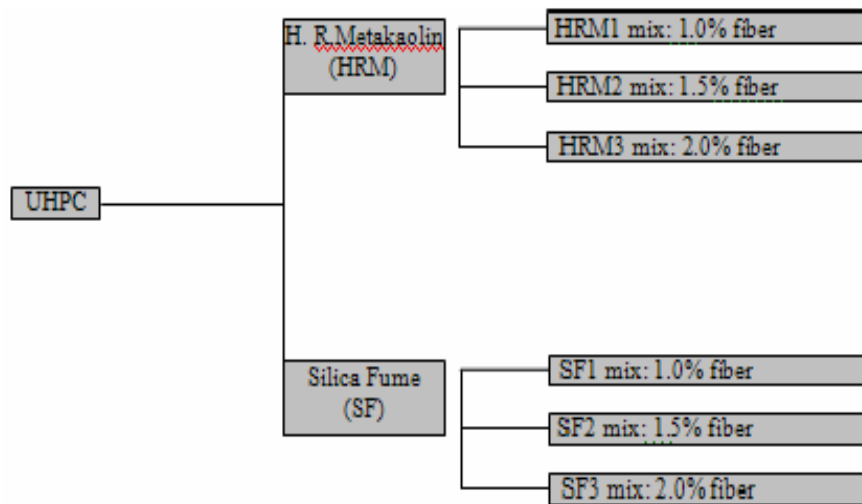 H. R,Metakaolin
(HRM)
HRM1 mix: 1.0% fiber
HRM2 mix: 1.5% fiber
HRM3 mix: 2.0% fiber
UHPC
Silica Fume
(SF)
SF1 mix: 1.0% fiber
SF2 mix: 1.5% fiber
SF3 mix: 2.0% fiber